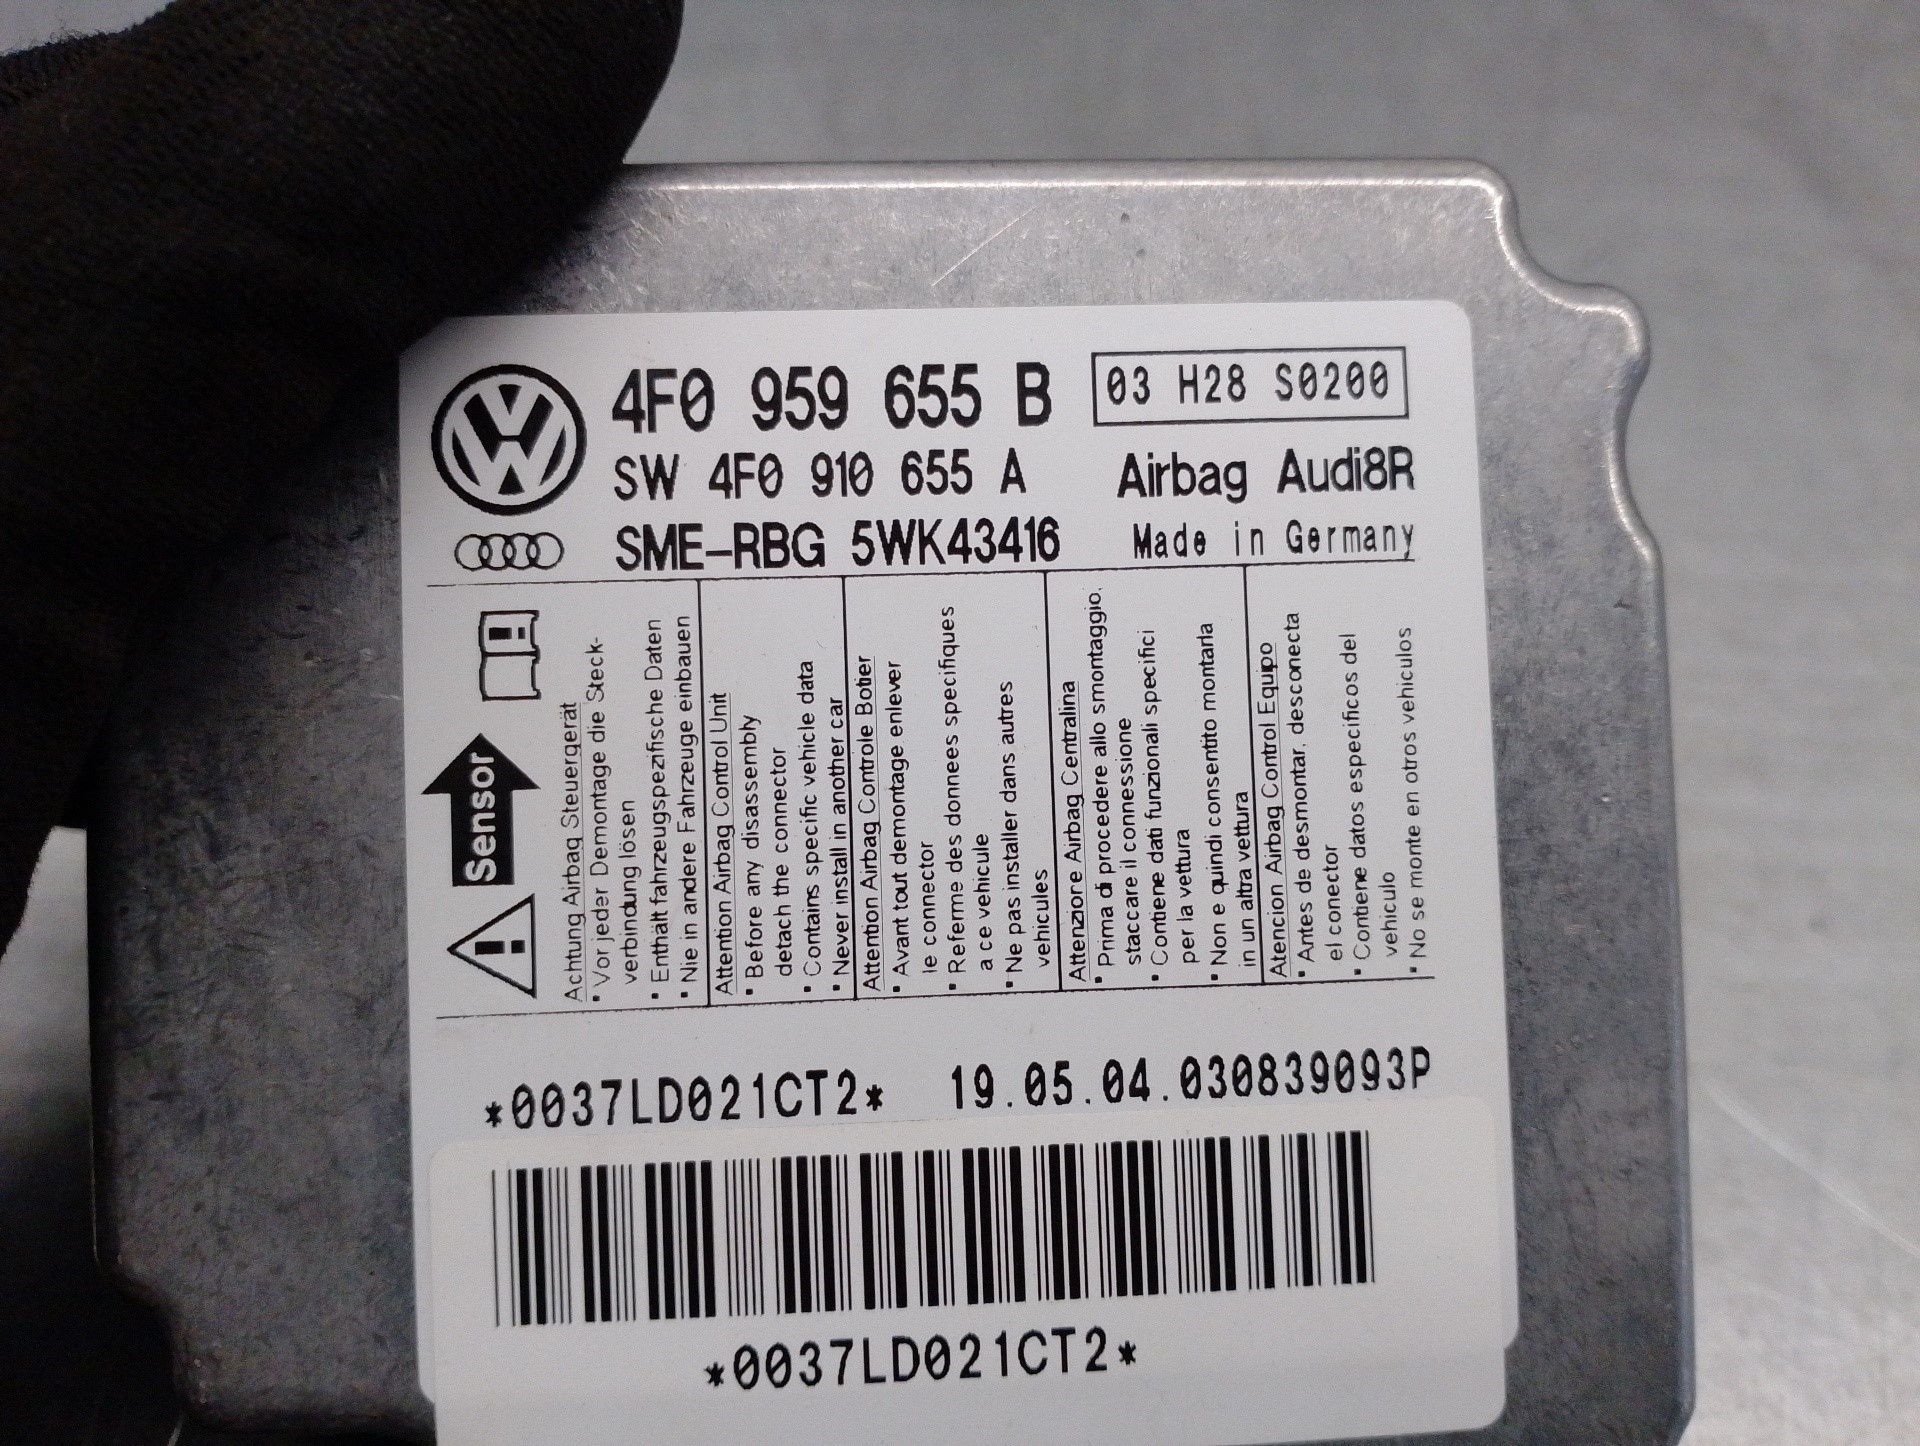 4F0 959 655 B
03 H28 S0200
SW 4F0 910 655 A
Airbag Audi8R
SME-RBG 5WK43416
Made in Germany
Sensor
Achtung Airbag Steuergerät
▪ Vor jeder Demontage die Steck-
verbindung lösen
▪ Enthält fahrzeugspezifische Daten
▪ Nie in andere Fahrzeuge einbauen
Attention Airbag Control Unit
▪ Before any disassembly
detach the connector
▪ Contains specific vehicle data
▪ Never install in another car
Attention Airbag Controle Botier
▪ Avant tout demontage enlever
le connector
▪ Referme des donnees specifiques
a ce vehicule
▪ Ne pas installer dans autres
vehicules
Attenzione Airbag Centralina
▪ Prima di procedere allo smontaggio,
staccare il connessione
▪ Contiene dati funzionali specifici
per la vettura
▪ Non e quindi consentito montarla
in un altra vettura
Atencion Airbag Control Equipo
▪ Antes de desmontar, desconecta
el conector
▪ Contiene datos especificos del
vehiculo
▪ No se monte en otros vehiculos
*0037LD021CT2* 19.05.04.030839093P
*0037LD021CT2*